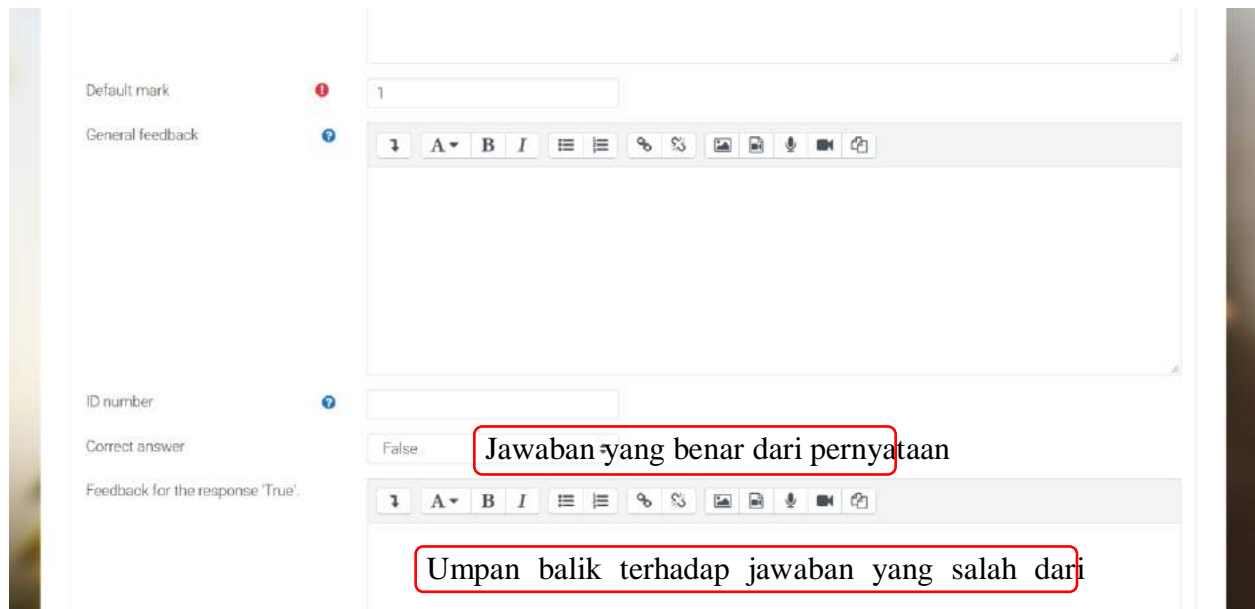 Default mark
1
General feedback
A B I
ID number
Correct answer
False
Jawaban yang benar dari pernyataan
Feedback for the response 'True'.
A B I
Umpan balik terhadap jawaban yang salah dari